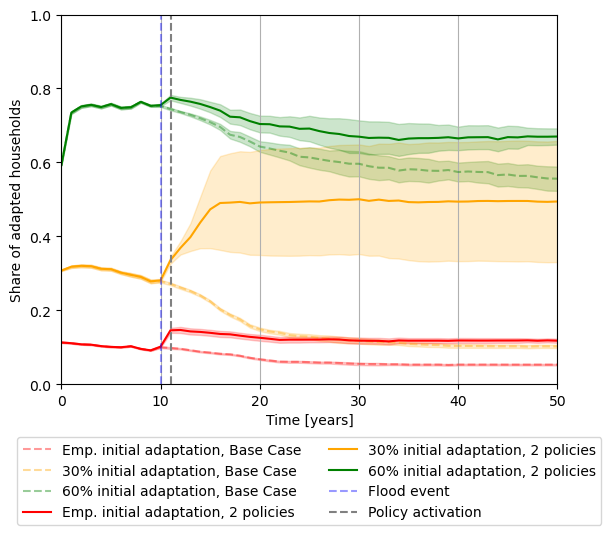 1.0
0.8
0.6
0.4
0.2
0.0
Share of adapted households
0 10 20 30 40 50
Time [years]
Emp. initial adaptation, Base Case
30% initial adaptation, Base Case
60% initial adaptation, Base Case
Emp. initial adaptation, 2 policies
30% initial adaptation, 2 policies
60% initial adaptation, 2 policies
Flood event
Policy activation